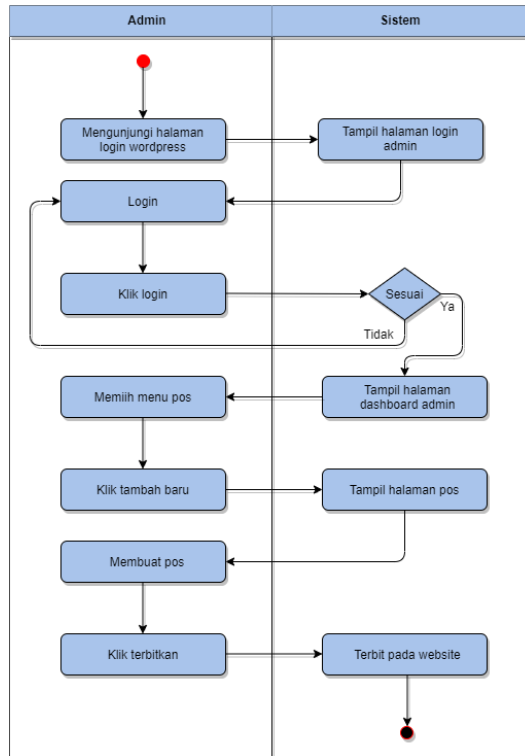 Admin
Sistem
Mengunjungi halaman
login wordpress
Tampil halaman login
admin
Login
Klik login
Sesuai
Ya
Tidak
Memiih menu pos
Tampil halaman
dashboard admin
Klik tambah baru
Tampil halaman pos
Membuat pos
Klik terbitkan
Terbit pada website